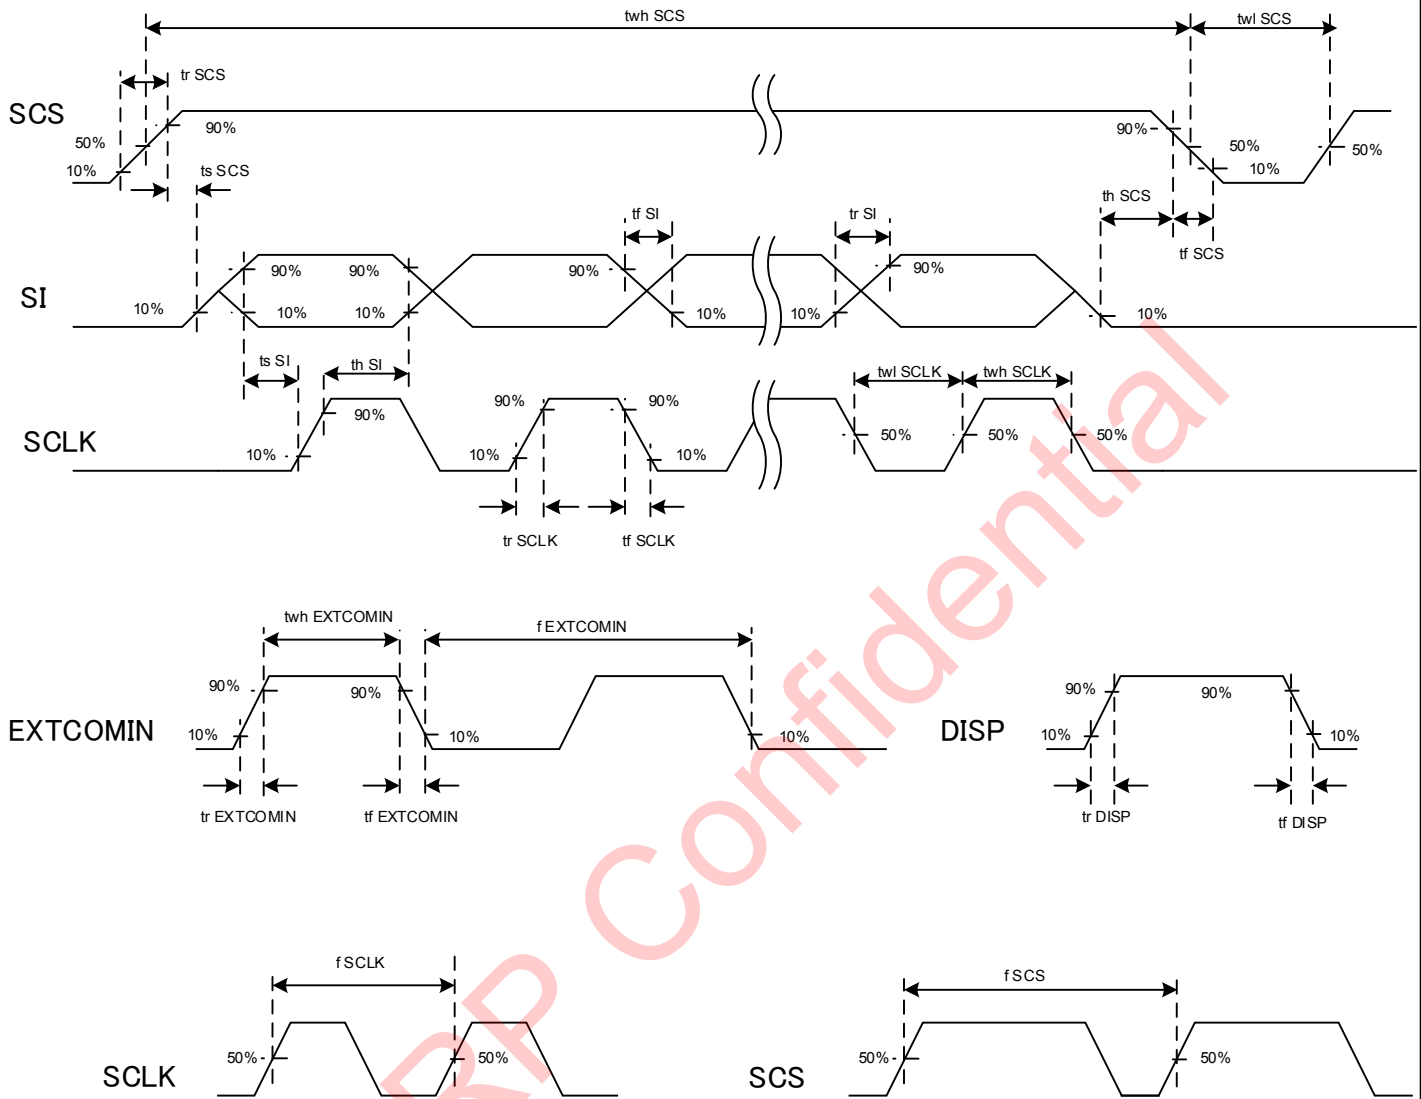 twh SCS
twl SCS
tr SCS
SCS
90%
50%
10%
90%
50%
10%
50%
ts SCS
th SCS
tf SCS
tf SI
tr SI
SI
90%
90%
90%
90%
10%
10%
10%
10%
10%
10%
ts SI
th SI
twl SCLK
twh SCLK
SCLK
90%
90%
90%
50%
50%
50%
10%
10%
10%
tr SCLK
tf SCLK
twh EXTCOMIN
f EXTCOMIN
EXTCOMIN
90%
90%
10%
10%
10%
tr EXTCOMIN
tf EXTCOMIN
DISP
90%
90%
10%
10%
tr DISP
tf DISP
f SCLK
SCLK
50%
50%
f SCS
SCS
50%
50%
RP Confidential